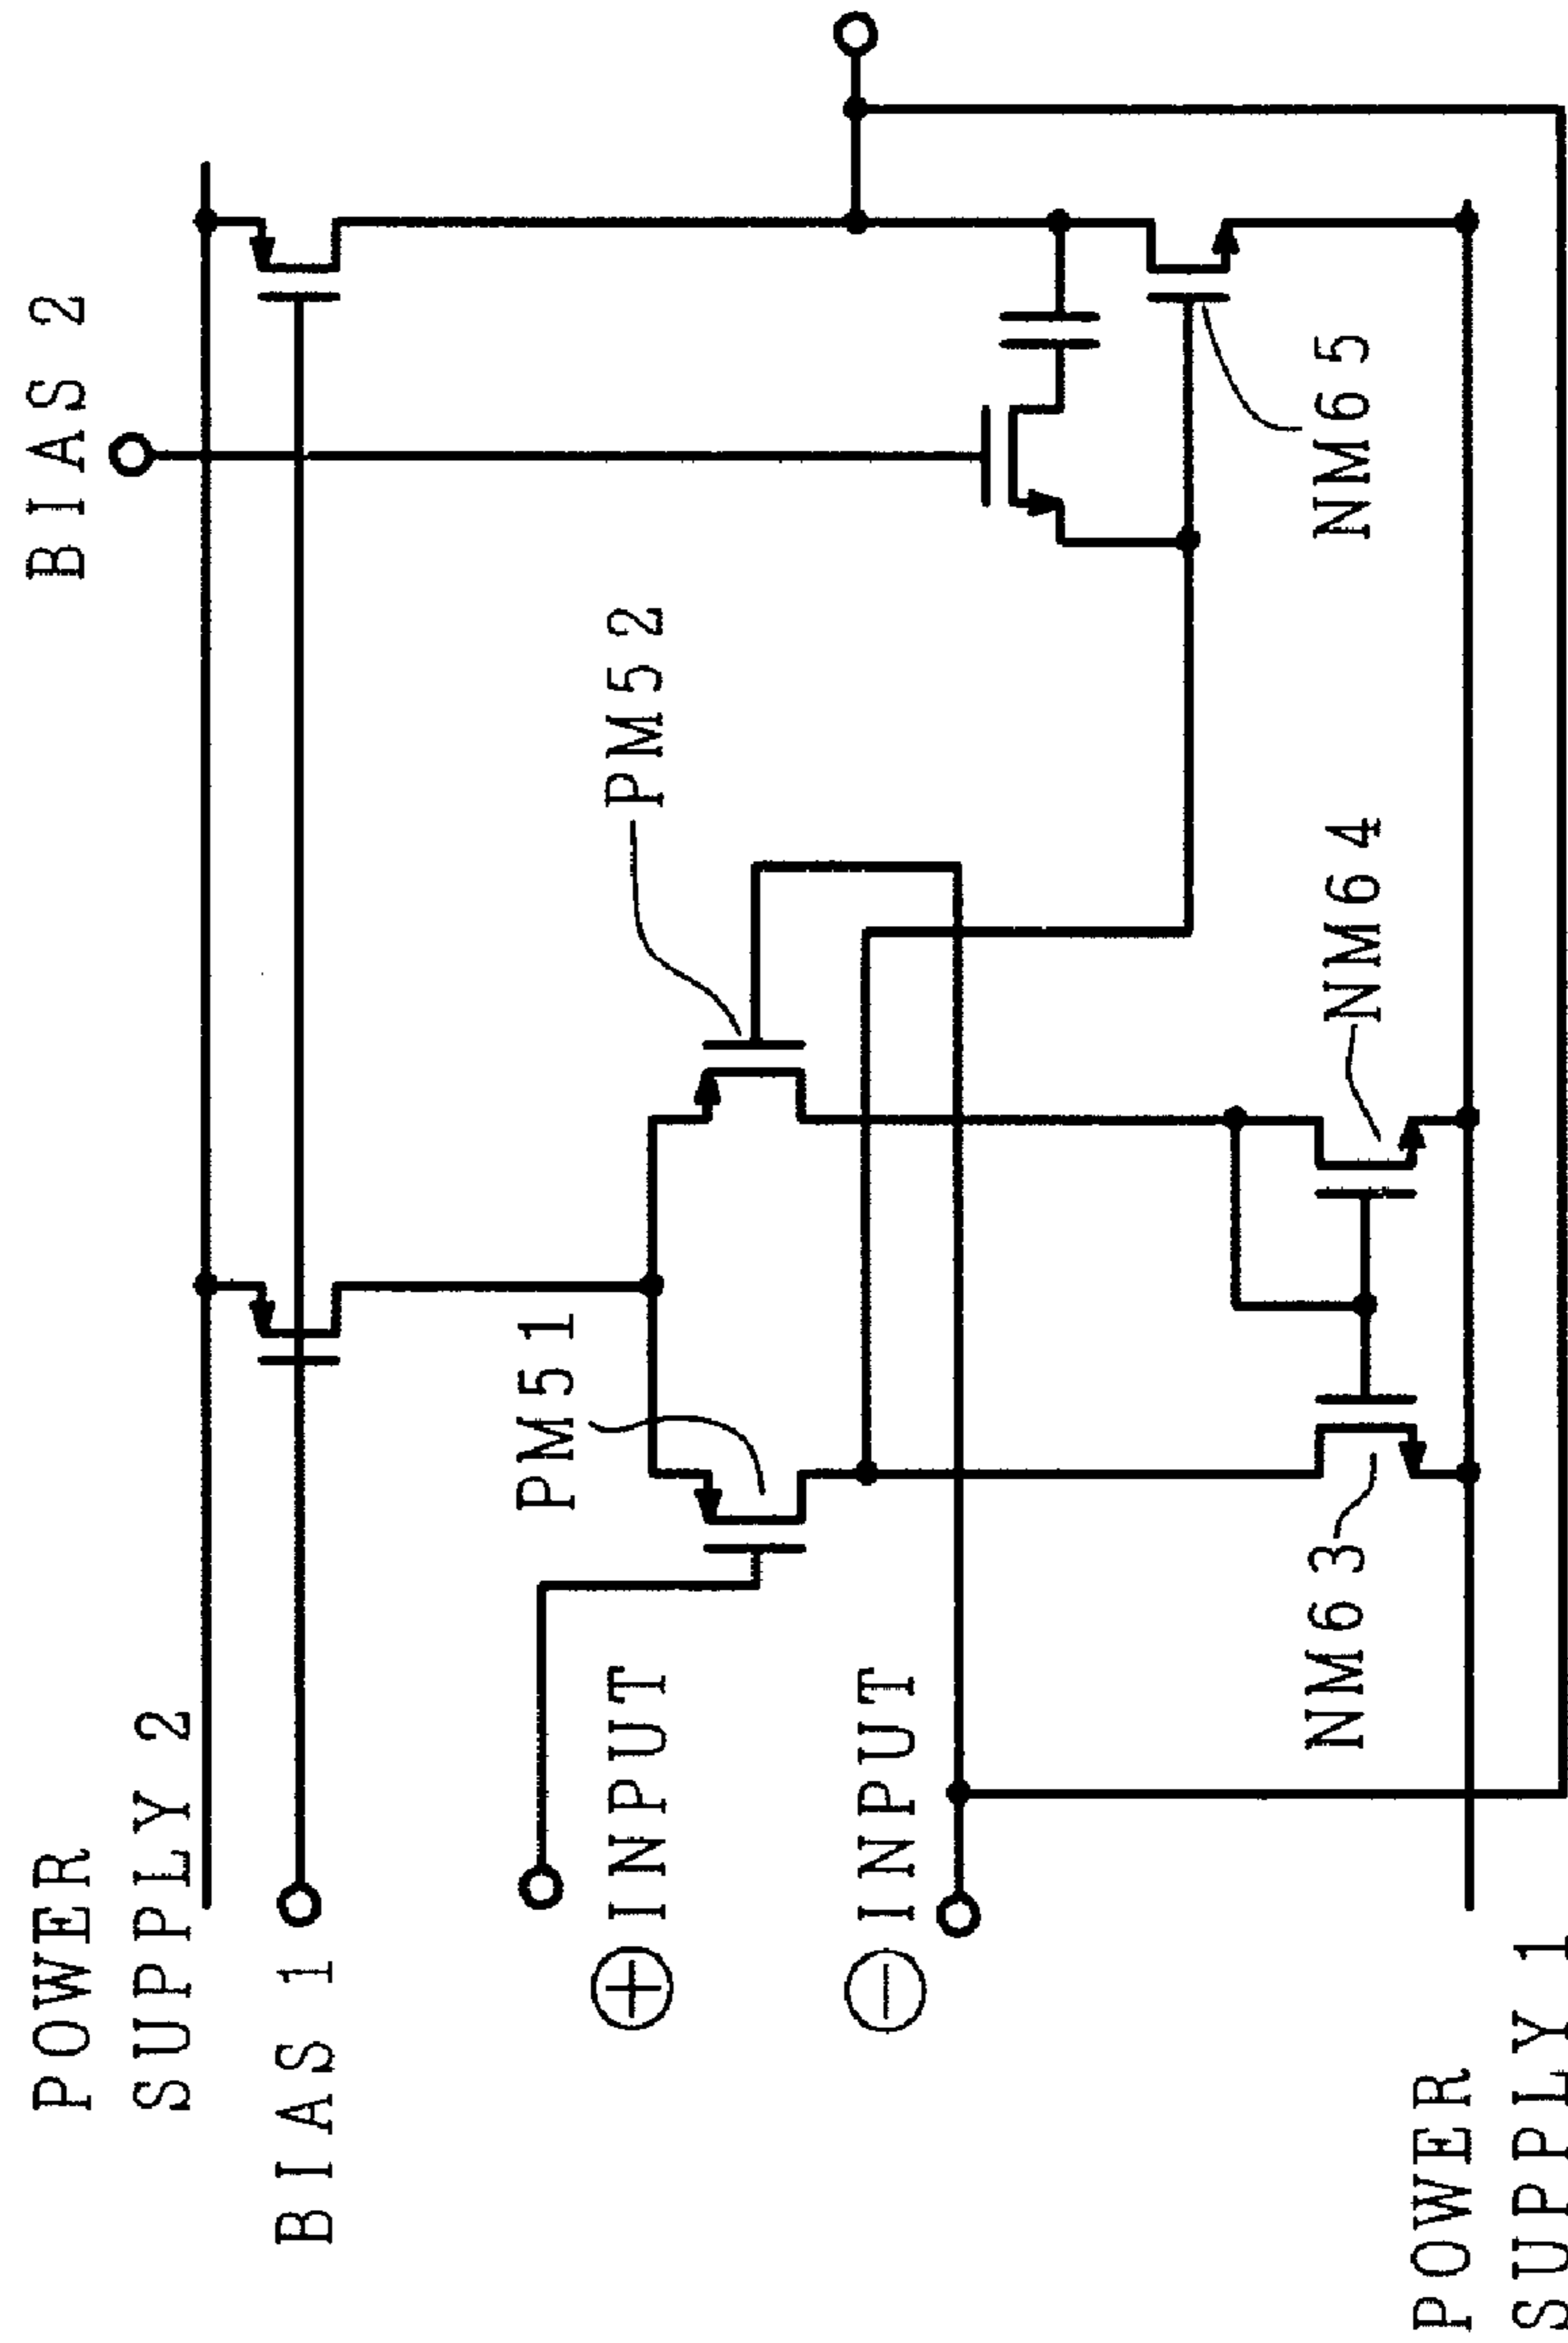 POWER
SUPPLY 2
BIAS 2
BIAS 1
PM52
PM51
⊕INPUT
⊖INPUT
NM65
NM64
NM63
POWER
SUPPLY 1